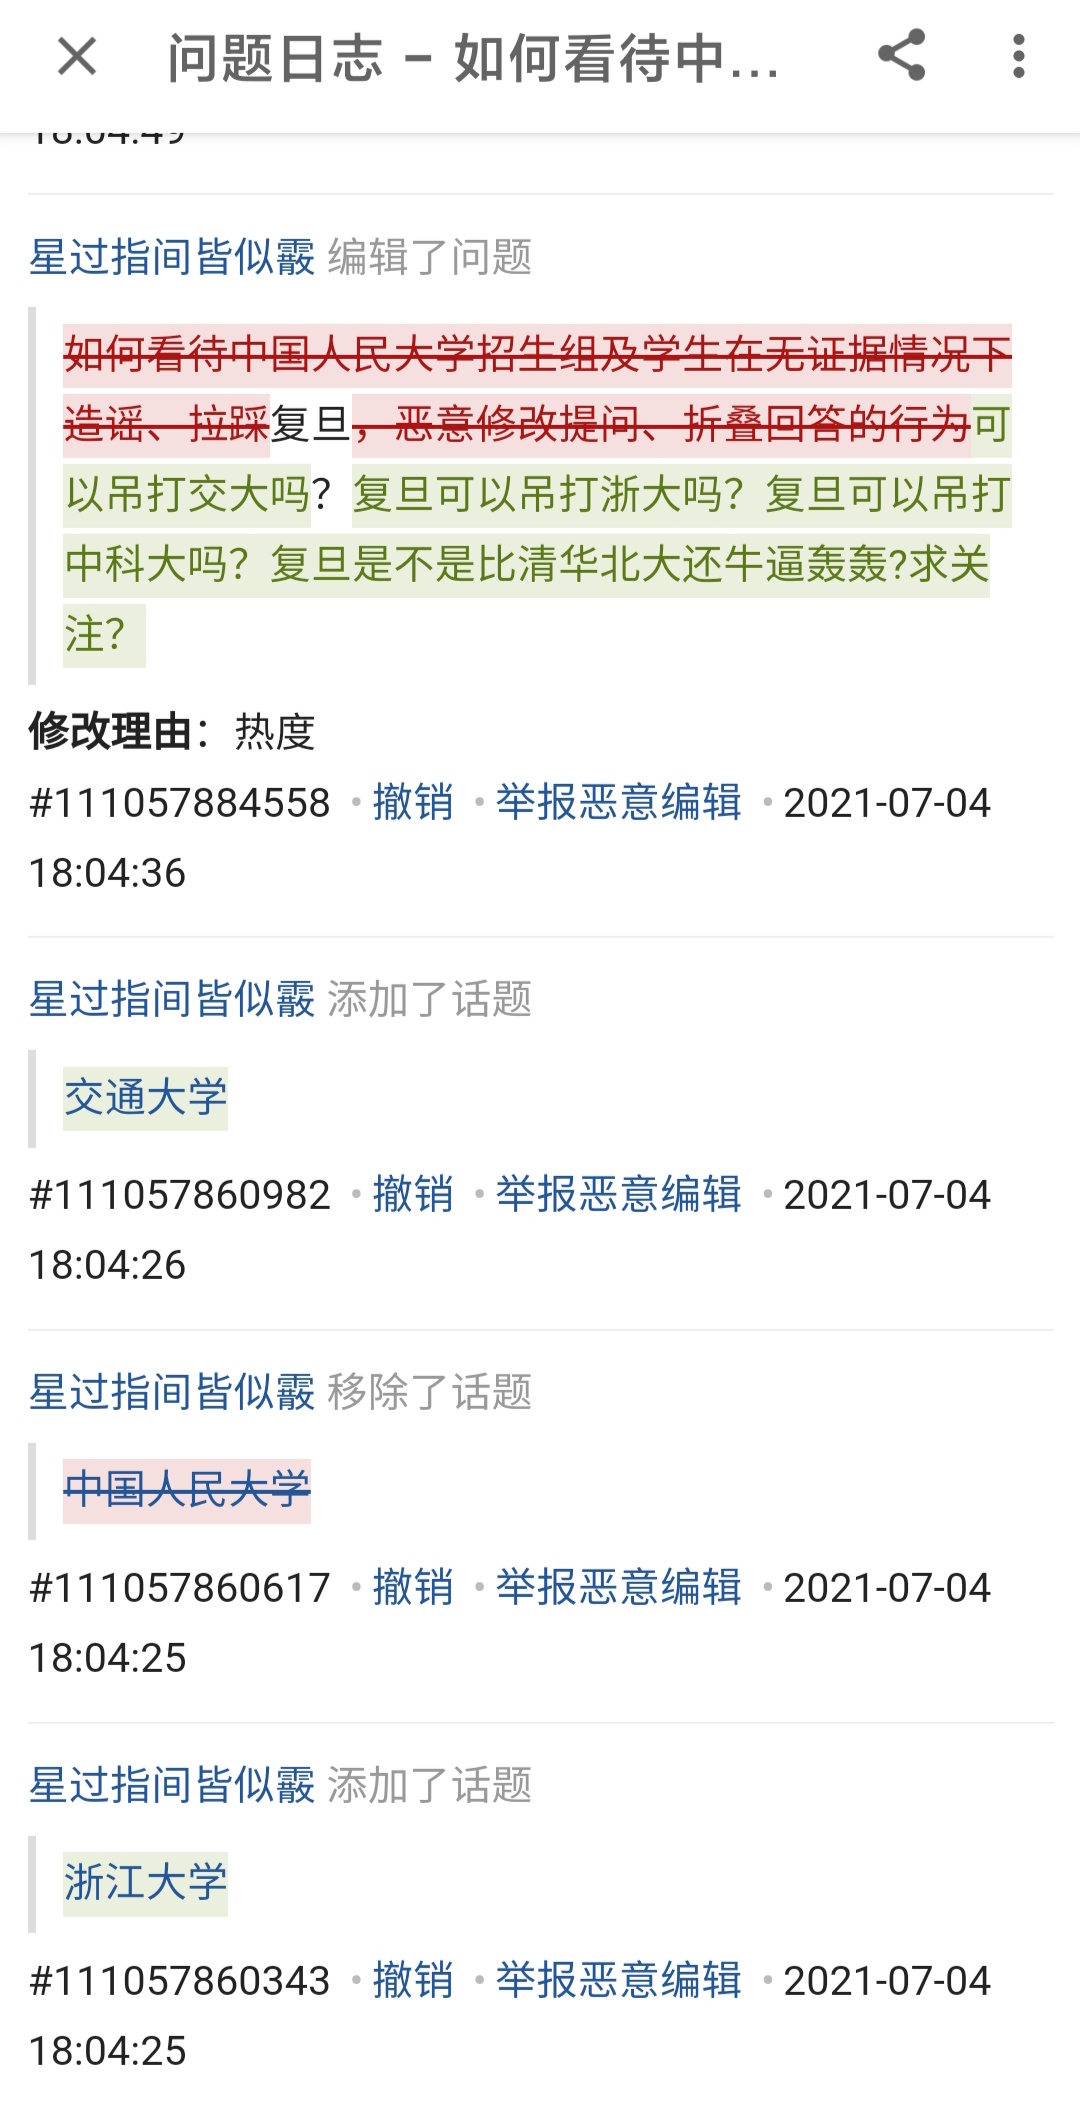 问题日志 – 如何看待中...
18:04:49
星过指间皆似霰 编辑了问题
如何看待中国人民大学招生组及学生在无证据情况下
造谣、拉踩复旦，恶意修改提问、折叠回答的行为可
以吊打交大吗？复旦可以吊打浙大吗？复旦可以吊打
中科大吗？复旦是不是比清华北大还牛逼轰轰?求关
注？
修改理由：热度
#111057884558 • 撤销 • 举报恶意编辑 • 2021-07-04
18:04:36
星过指间皆似霰 添加了话题
交通大学
#111057860982 • 撤销 • 举报恶意编辑 • 2021-07-04
18:04:26
星过指间皆似霰 移除了话题
中国人民大学
#111057860617 • 撤销 • 举报恶意编辑 • 2021-07-04
18:04:25
星过指间皆似霰 添加了话题
浙江大学
#111057860343 • 撤销 • 举报恶意编辑 • 2021-07-04
18:04:25